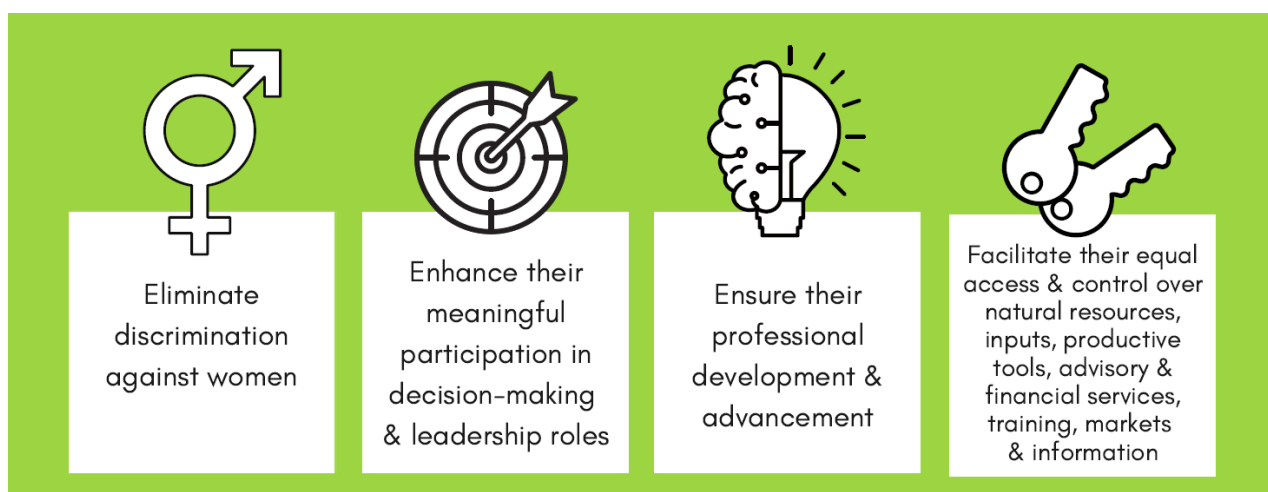 Eliminate
discrimination
against women
Enhance their
meaningful
participation in
decision-making
& leadership roles
Ensure their
professional
development &
advancement
Facilitate their equal
access & control over
natural resources,
inputs, productive
tools, advisory &
financial services,
training, markets
& information